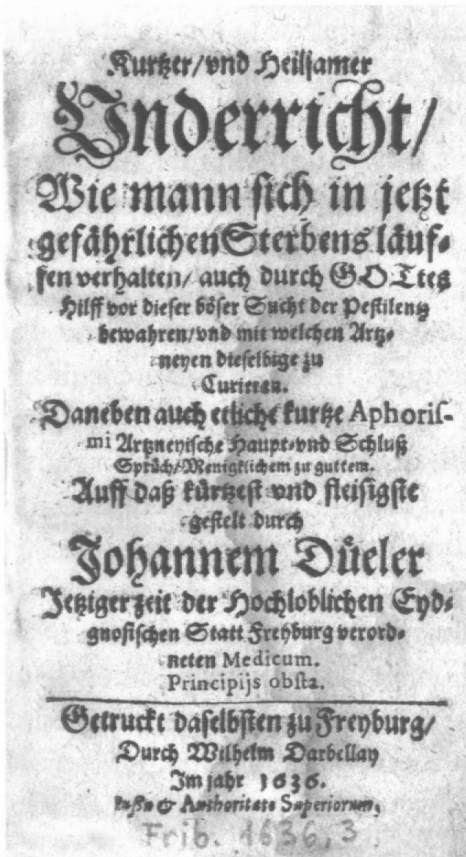 Kurtzer/vnd Heilsamer
Vnderricht/
Wie mann sich in jetzt
gefährlichen Sterbens läuf-
fen verhalten/ auch durch GOTtes
Hilff vor dieser böser Sucht der Pestilentz
bewahren/vnd mit welchen Artz-
neyen dieselbige zu
Curieren.
Daneben auch etliche kurtze Aphoris-
mi Artzneyische Haupt-vnd Schluß
Sprüch/Menigklichem zu guttem.
Auff daß kürtzest vnd fleisigste
gestelt durch
Johannem Düeler
Jetziger zeit der Hochloblichen Eyd-
gnosischen Statt Freyburg verord-
neten Medicum.
Principijs obsta.
Getruckt daselbsten zu Freyburg/
Durch Wilhelm Darbellay
Im jahr 1636.
Iussu & Authoritate Superiorum,
Frib. 1636, 3